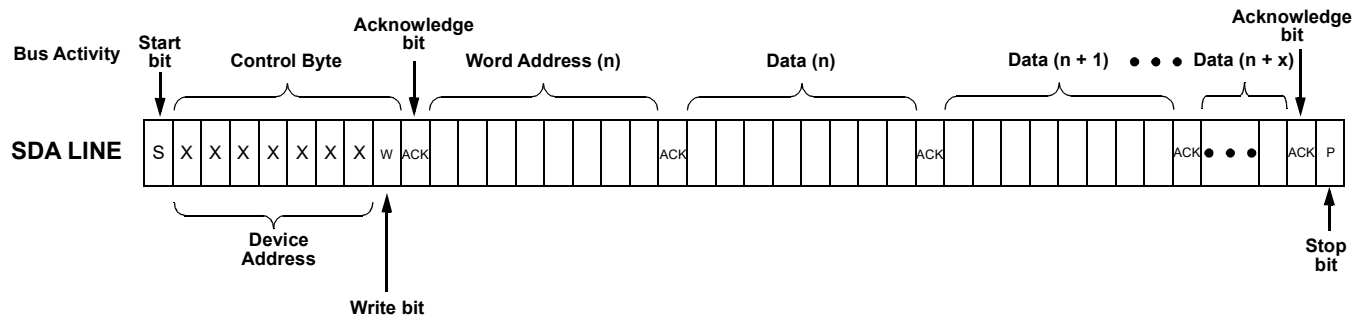 Bus Activity
Start bit
Control Byte
Acknowledge bit
Word Address (n)
Data (n)
Data (n + 1) • • • Data (n + x)
Acknowledge bit
SDA LINE
S X X X X X X X W ACK ACK ACK ACK • • • ACK P
Device Address
Write bit
Stop bit